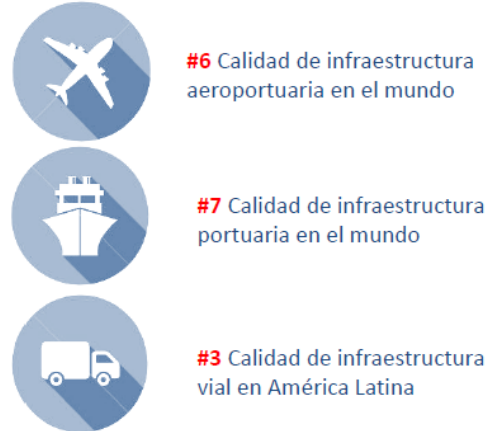 #6 Calidad de infraestructura
aeroportuaria en el mundo
#7 Calidad de infraestructura
portuaria en el mundo
#3 Calidad de infraestructura
vial en América Latina